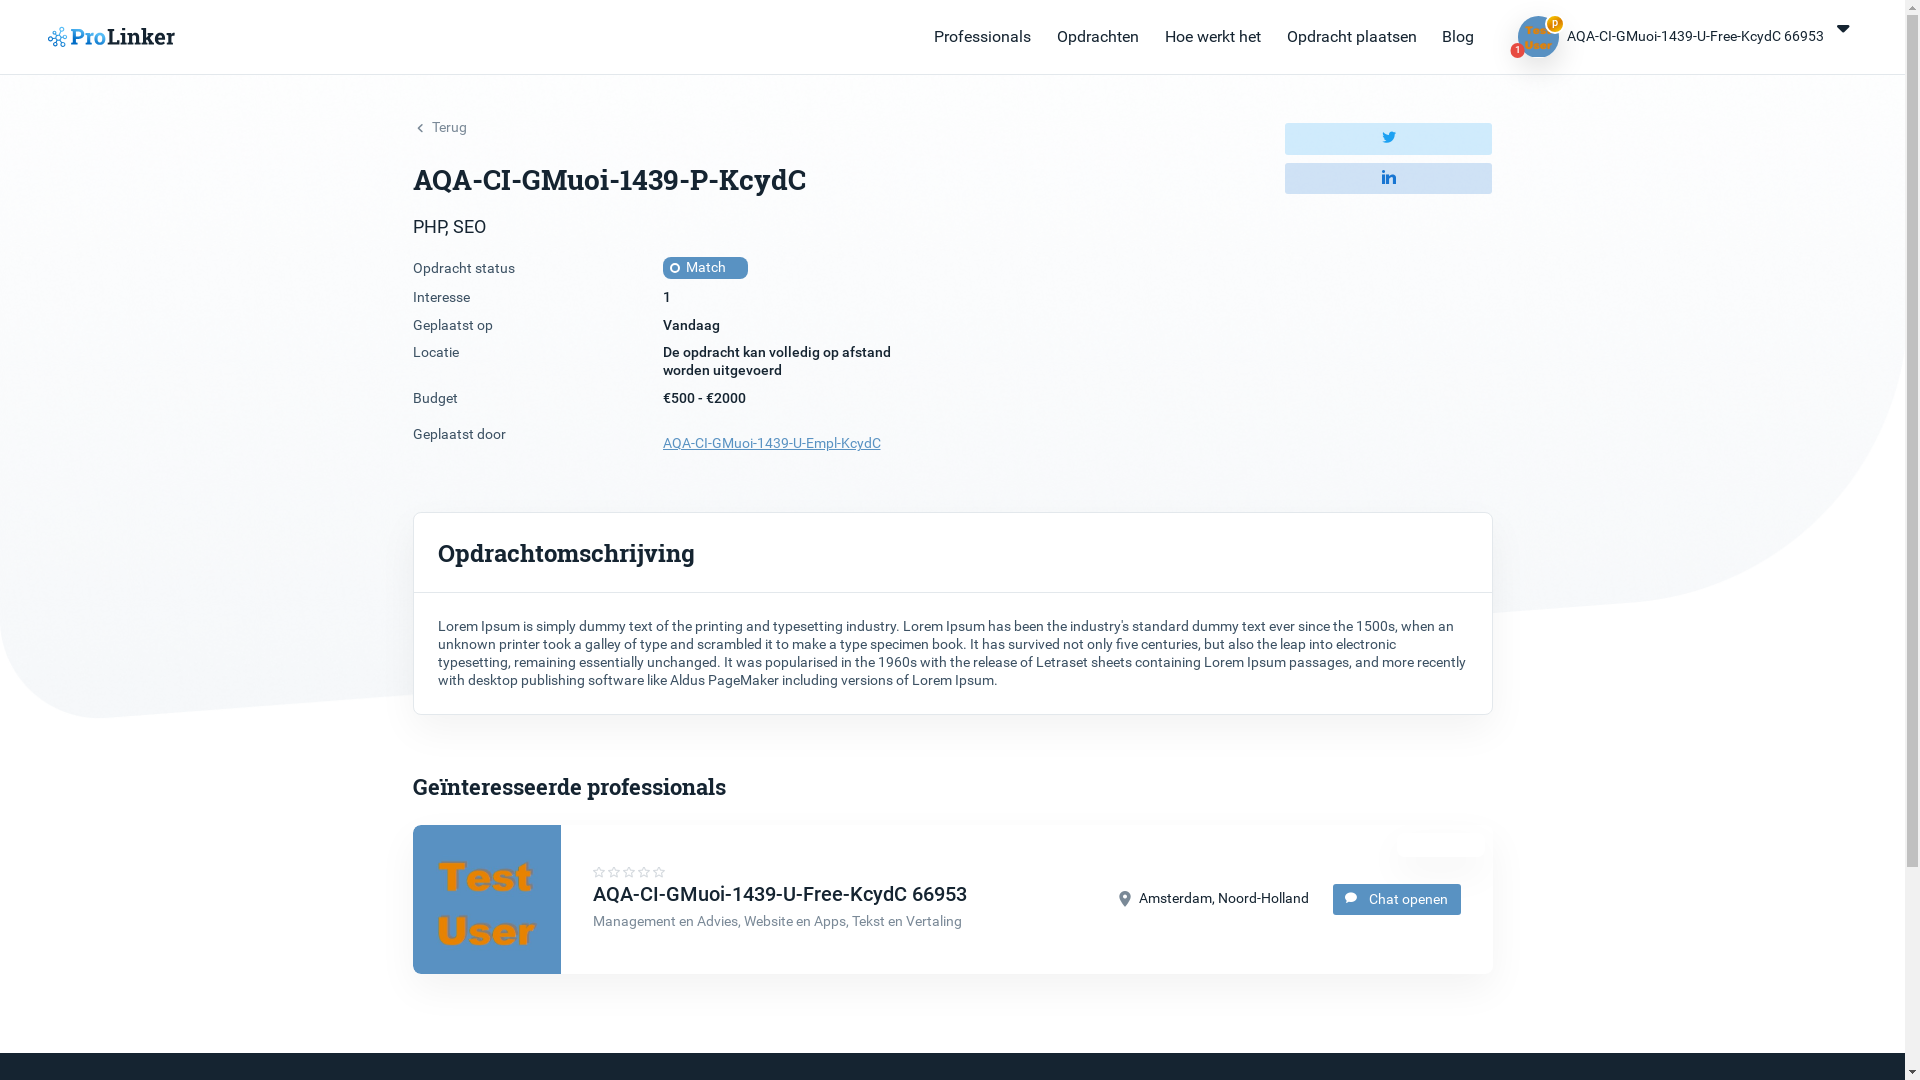 ProLinker
Professionals
Opdrachten
Hoe werkt het
Opdracht plaatsen
Blog
Test User
P
1
AQA-CI-GMuoi-1439-U-Free-KcydC 66953
Terug
AQA-CI-GMuoi-1439-P-KcydC
PHP, SEO
Opdracht status
Match
Interesse
1
Geplaatst op
Vandaag
Locatie
De opdracht kan volledig op afstand
worden uitgevoerd
Budget
€500 - €2000
Geplaatst door
AQA-CI-GMuoi-1439-U-Empl-KcydC
Opdrachtomschrijving
Lorem Ipsum is simply dummy text of the printing and typesetting industry. Lorem Ipsum has been the industry's standard dummy text ever since the 1500s, when an
unknown printer took a galley of type and scrambled it to make a type specimen book. It has survived not only five centuries, but also the leap into electronic
typesetting, remaining essentially unchanged. It was popularised in the 1960s with the release of Letraset sheets containing Lorem Ipsum passages, and more recently
with desktop publishing software like Aldus PageMaker including versions of Lorem Ipsum.
Geïnteresseerde professionals
Test
User
AQA-CI-GMuoi-1439-U-Free-KcydC 66953
Management en Advies, Website en Apps, Tekst en Vertaling
Amsterdam, Noord-Holland
Chat openen